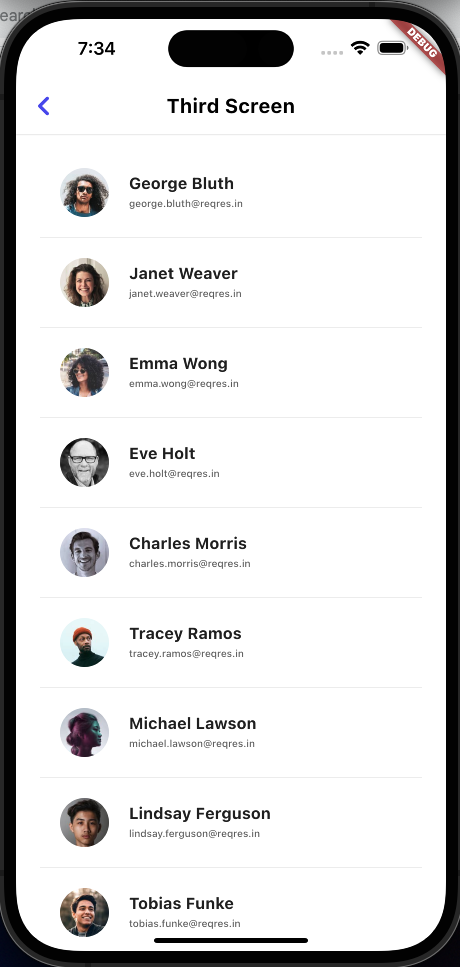 7:34
DEBUG
Third Screen
George Bluth
george.bluth@reqres.in
Janet Weaver
janet.weaver@reqres.in
Emma Wong
emma.wong@reqres.in
Eve Holt
eve.holt@reqres.in
Charles Morris
charles.morris@reqres.in
Tracey Ramos
tracey.ramos@reqres.in
Michael Lawson
michael.lawson@reqres.in
Lindsay Ferguson
lindsay.ferguson@reqres.in
Tobias Funke
tobias.funke@reqres.in